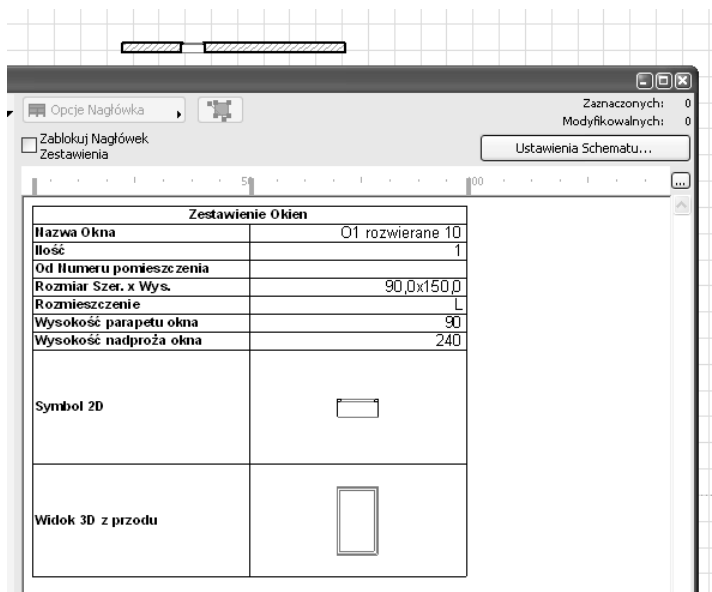 Opcje Nagłówka
Zaznaczonych: 0
Modyfikowalnych: 0
Zablokuj Nagłówek
Zestawienia
Ustawienia Schematu...
...
Zestawienie Okien
Nazwa Okna O1 rozwierane 10
Ilość 1
Od Numeru pomieszczenia
Rozmiar Szer. x Wys. 90,0x150,0
Rozmieszczenie L
Wysokość parapetu okna 90
Wysokość nadproża okna 240
Symbol 2D
Widok 3D z przodu